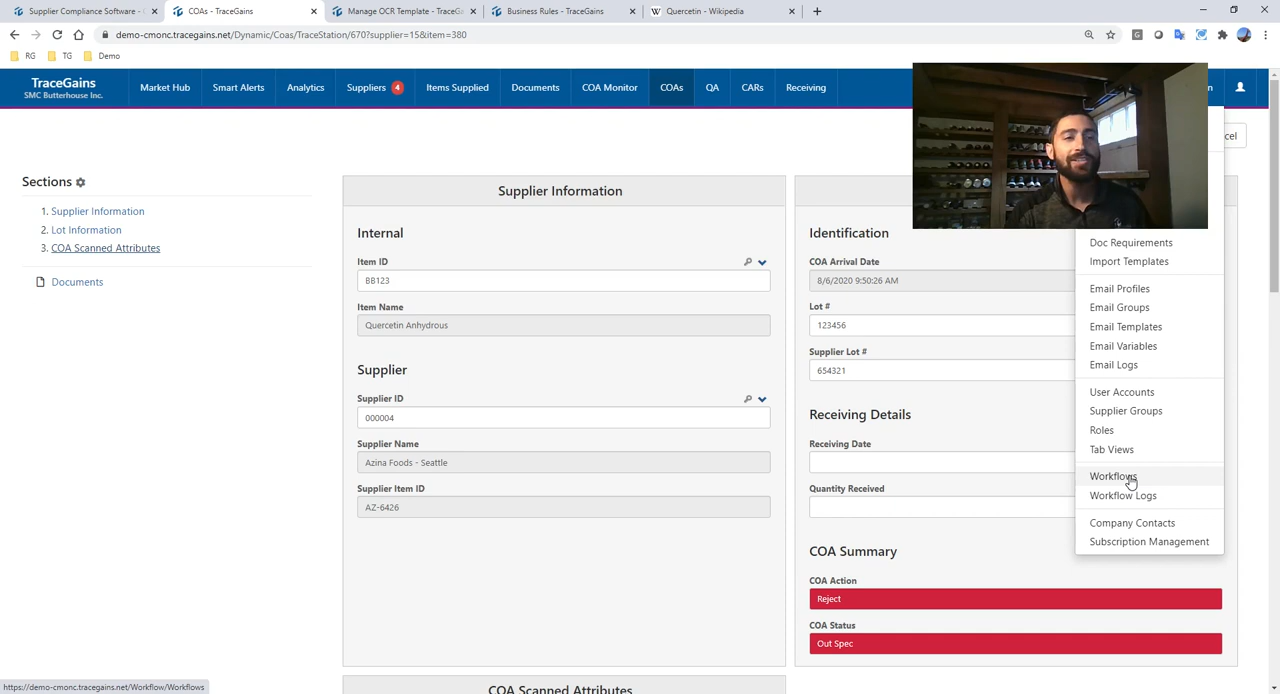 Supplier Compliance Software -
COAs - TraceGains
Manage OCR Template - TraceGa
Business Rules - TraceGains
Quercetin - Wikipedia
demo-cmonc.tracegains.net/Dynamic/Coas/TraceStation/670?supplier=15&item=380
RG
TG
Demo
TraceGains
SMC Butterhouse Inc.
Market Hub
Smart Alerts
Analytics
Suppliers 4
Items Supplied
Documents
COA Monitor
COAs
QA
CARs
Receiving
Sections
1. Supplier Information
2. Lot Information
3. COA Scanned Attributes
Documents
Supplier Information
Internal
Item ID
BB123
Item Name
Quercetin Anhydrous
Supplier
Supplier ID
000004
Supplier Name
Azina Foods - Seattle
Supplier Item ID
AZ-6426
COA Scanned Attributes
Identification
COA Arrival Date
8/6/2020 9:50:26 AM
Lot #
123456
Supplier Lot #
654321
Receiving Details
Receiving Date
Quantity Received
COA Summary
COA Action
Reject
COA Status
Out Spec
Doc Requirements
Import Templates
Email Profiles
Email Groups
Email Templates
Email Variables
Email Logs
User Accounts
Supplier Groups
Roles
Tab Views
Workflows
Workflow Logs
Company Contacts
Subscription Management
https://demo-cmonc.tracegains.net/Workflow/Workflows